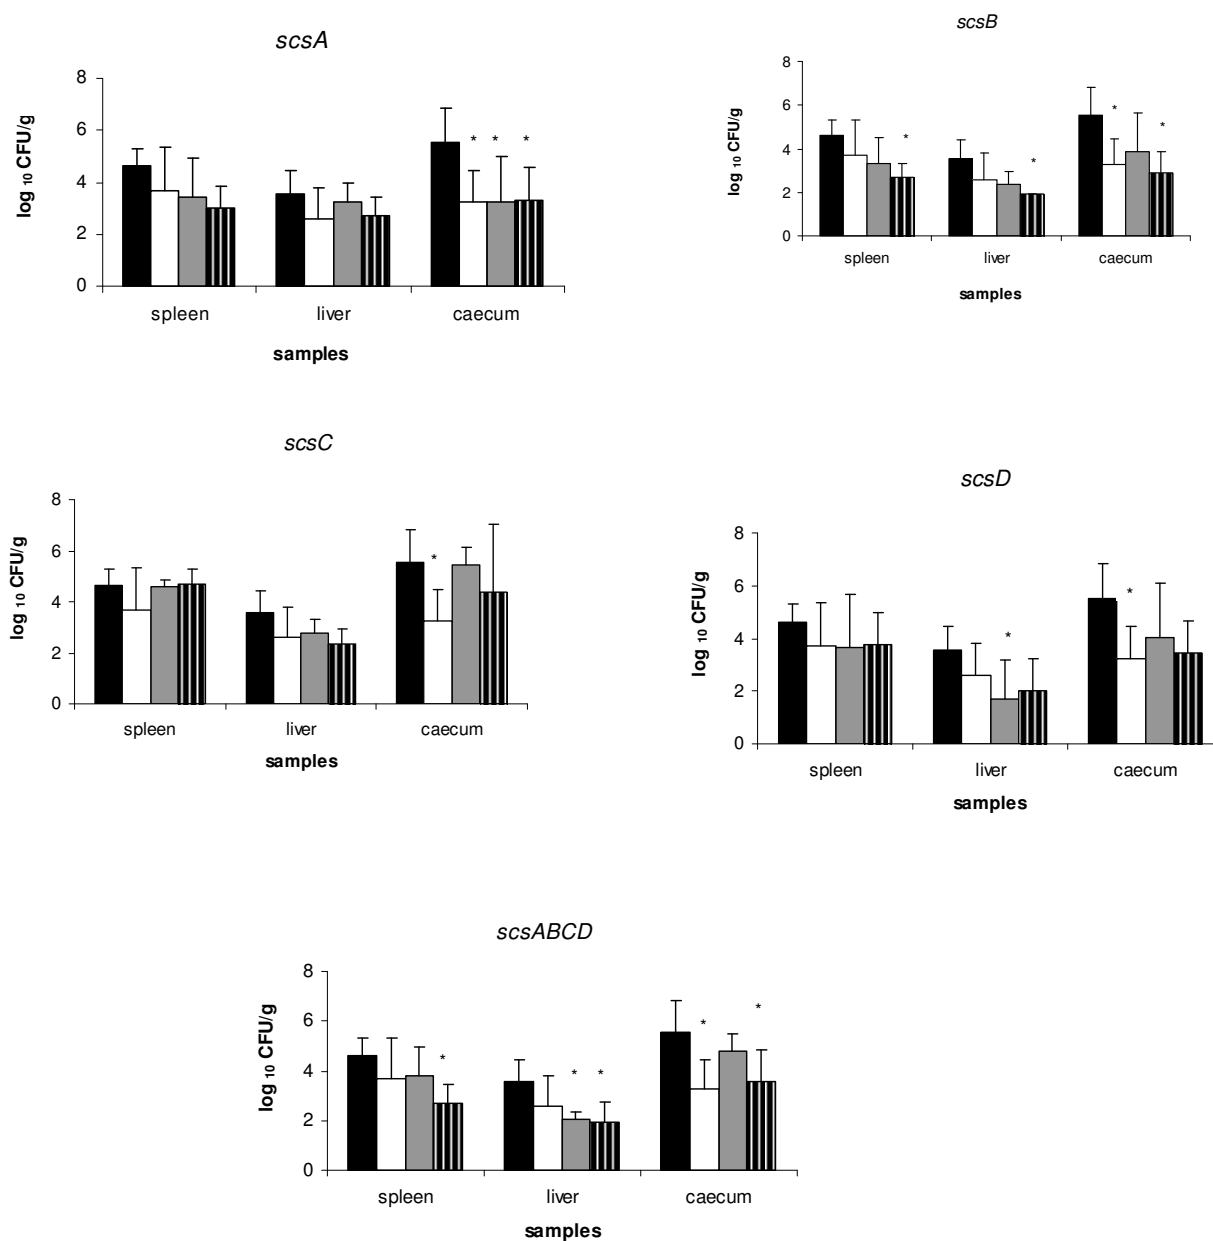 scsA
log 10 CFU/g
8
6
4
2
0
* * *
spleen liver caecum
samples
scsB
log 10 CFU/g
8
6
4
2
0
* * * *
spleen liver caecum
samples
scsC
log 10 CFU/g
8
6
4
2
0
*
spleen liver caecum
samples
scsD
log 10 CFU/g
8
6
4
2
0
* *
spleen liver caecum
samples
scsABCD
log 10 CFU/g
8
6
4
2
0
* * * * *
spleen liver caecum
samples